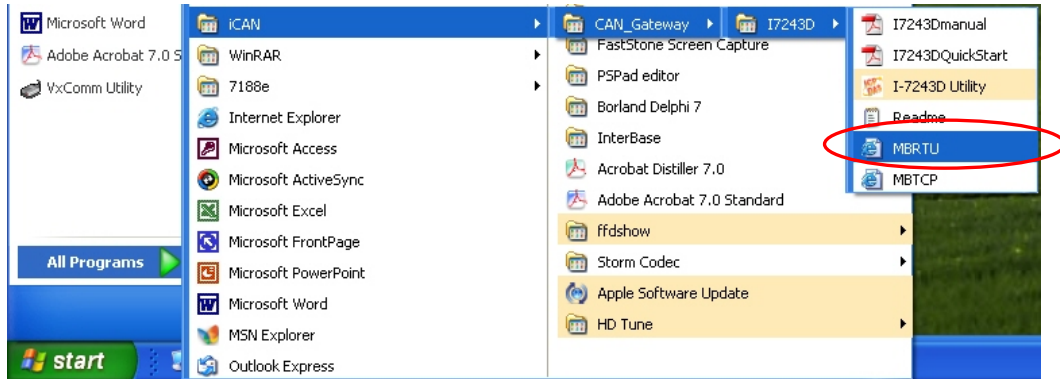 Microsoft Word
Adobe Acrobat 7.0 S
VxComm Utility
All Programs
start
iCAN
WinRAR
7188e
Internet Explorer
Microsoft Access
Microsoft ActiveSync
Microsoft Excel
Microsoft FrontPage
Microsoft PowerPoint
Microsoft Word
MSN Explorer
Outlook Express
CAN_Gateway
FastStone Screen Capture
PSPad editor
Borland Delphi 7
InterBase
Acrobat Distiller 7.0
Adobe Acrobat 7.0 Standard
ffdshow
Storm Codec
Apple Software Update
HD Tune
I7243D
I7243Dmanual
I7243DQuickStart
I-7243D Utility
Readme
MBRTU
MBTCP